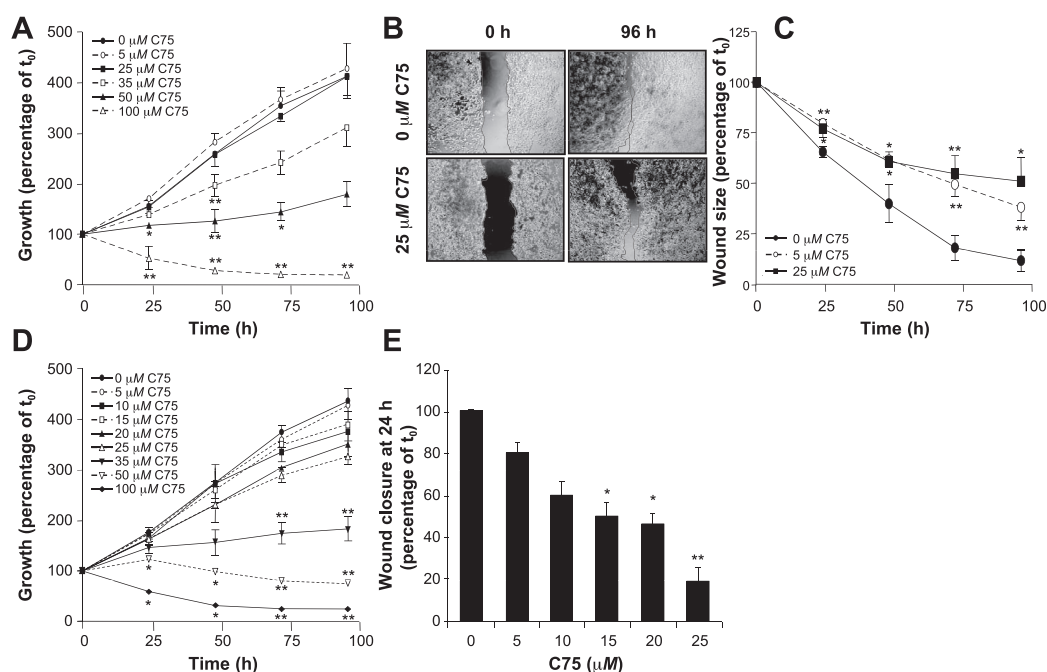 A
Growth (percentage of t0)
500
400
300
200
100
0
0 μM C75
5 μM C75
25 μM C75
35 μM C75
50 μM C75
100 μM C75
**
*
**
**
*
**
**
**
0 25 50 75 100
Time (h)
B
0 h 96 h
0 μM C75
25 μM C75
C
Wound size (percentage of t0)
125
100
75
50
25
0
**
*
*
*
**
**
*
**
0 μM C75
5 μM C75
25 μM C75
0 25 50 75 100
Time (h)
D
Growth (percentage of t0)
500
400
300
200
100
0
0 μM C75
5 μM C75
10 μM C75
15 μM C75
20 μM C75
25 μM C75
35 μM C75
50 μM C75
100 μM C75
** **
* * ** **
* * ** **
0 25 50 75 100
Time (h)
E
Wound closure at 24 h
(percentage of t0)
120
100
80
60
40
20
0
* * **
0 5 10 15 20 25
C75 (μM)